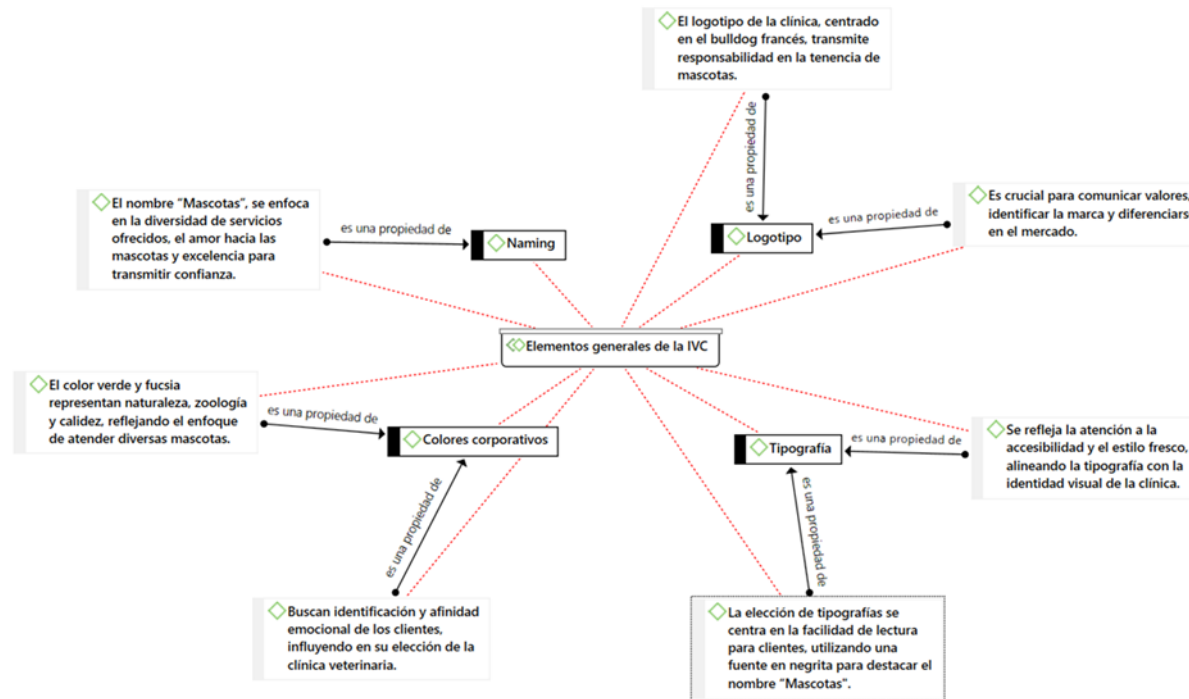 El logotipo de la clínica, centrado
en el bulldog francés, transmite
responsabilidad en la tenencia de
mascotas.
es una propiedad de
El nombre "Mascotas", se enfoca
en la diversidad de servicios
ofrecidos, el amor hacia las
mascotas y excelencia para
transmitir confianza.
es una propiedad de
Naming
Logotipo
es una propiedad de
Es crucial para comunicar valores,
identificar la marca y diferenciars
en el mercado.
Elementos generales de la IVC
El color verde y fucsia
representan naturaleza, zoología
y calidez, reflejando el enfoque
de atender diversas mascotas.
es una propiedad de
Colores corporativos
Tipografía
es una propiedad de
Se refleja la atención a la
accesibilidad y el estilo fresco,
alineando la tipografía con la
identidad visual de la clínica.
es una propiedad de
es una propiedad de
Buscan identificación y afinidad
emocional de los clientes,
influyendo en su elección de la
clínica veterinaria.
La elección de tipografías se
centra en la facilidad de lectura
para clientes, utilizando una
fuente en negrita para destacar el
nombre "Mascotas".